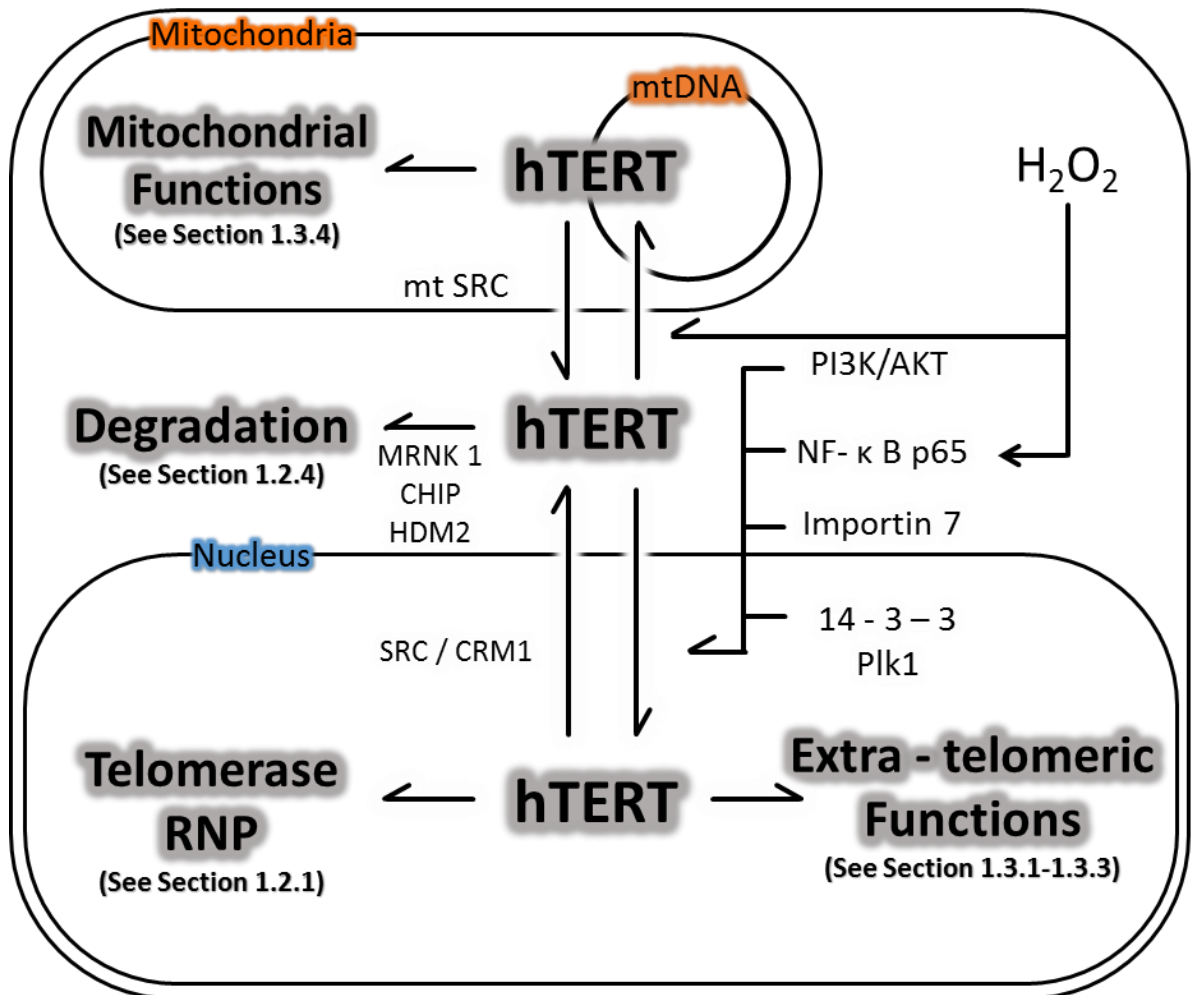 Mitochondria
mtDNA
Mitochondrial
Functions
(See Section 1.3.4)
hTERT
H₂O₂
mt SRC
PI3K/AKT
Degradation
(See Section 1.2.4)
hTERT
MRNK 1
CHIP
HDM2
NF- κ B p65
Importin 7
Nucleus
14 - 3 – 3
Plk1
SRC / CRM1
Telomerase
RNP
(See Section 1.2.1)
hTERT
Extra - telomeric
Functions
(See Section 1.3.1-1.3.3)